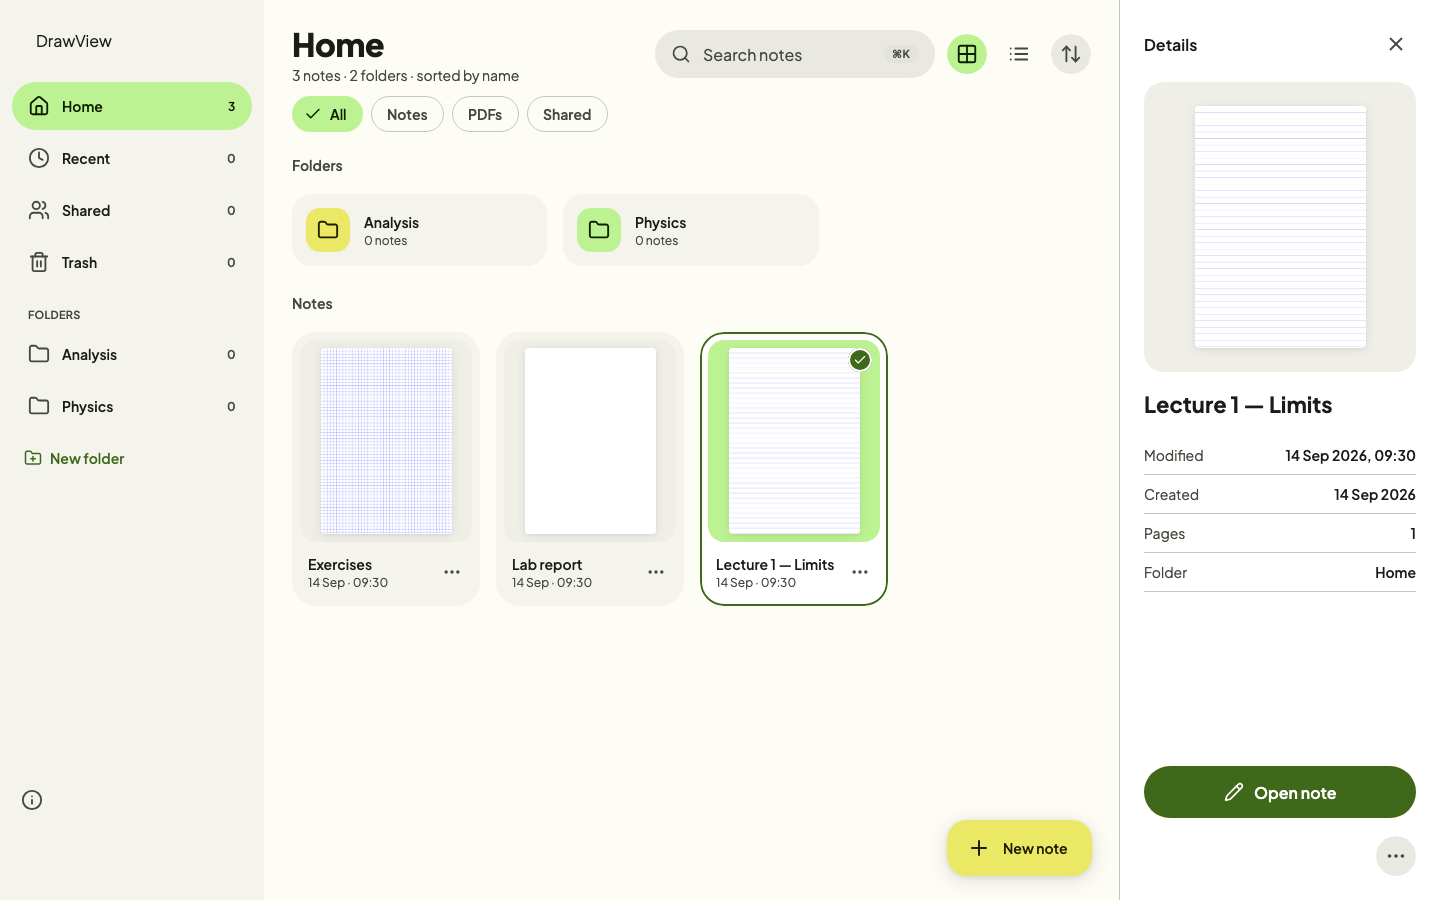 DrawView
Home 3
Recent 0
Shared 0
Trash 0
FOLDERS
Analysis 0
Physics 0
New folder
Home
3 notes · 2 folders · sorted by name
Search notes ⌘K
All
Notes
PDFs
Shared
Folders
Analysis
0 notes
Physics
0 notes
Notes
Exercises
14 Sep · 09:30
Lab report
14 Sep · 09:30
Lecture 1 — Limits
14 Sep · 09:30
New note
Details
Lecture 1 — Limits
Modified 14 Sep 2026, 09:30
Created 14 Sep 2026
Pages 1
Folder Home
Open note